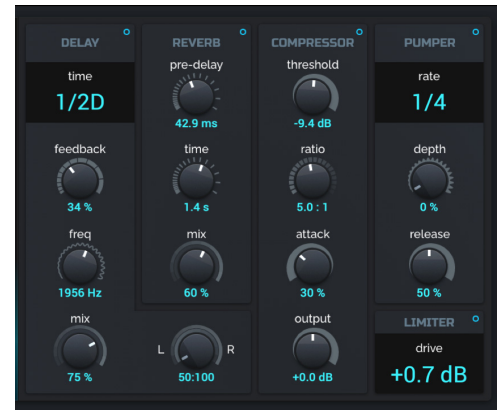 DELAY
time
1/2D
feedback
34 %
freq
1956 Hz
mix
75 %
REVERB
pre-delay
42.9 ms
time
1.4 s
mix
60 %
L R
50:100
COMPRESSOR
threshold
-9.4 dB
ratio
5.0 : 1
attack
30 %
output
+0.0 dB
PUMPER
rate
1/4
depth
0 %
release
50 %
LIMITER
drive
+0.7 dB